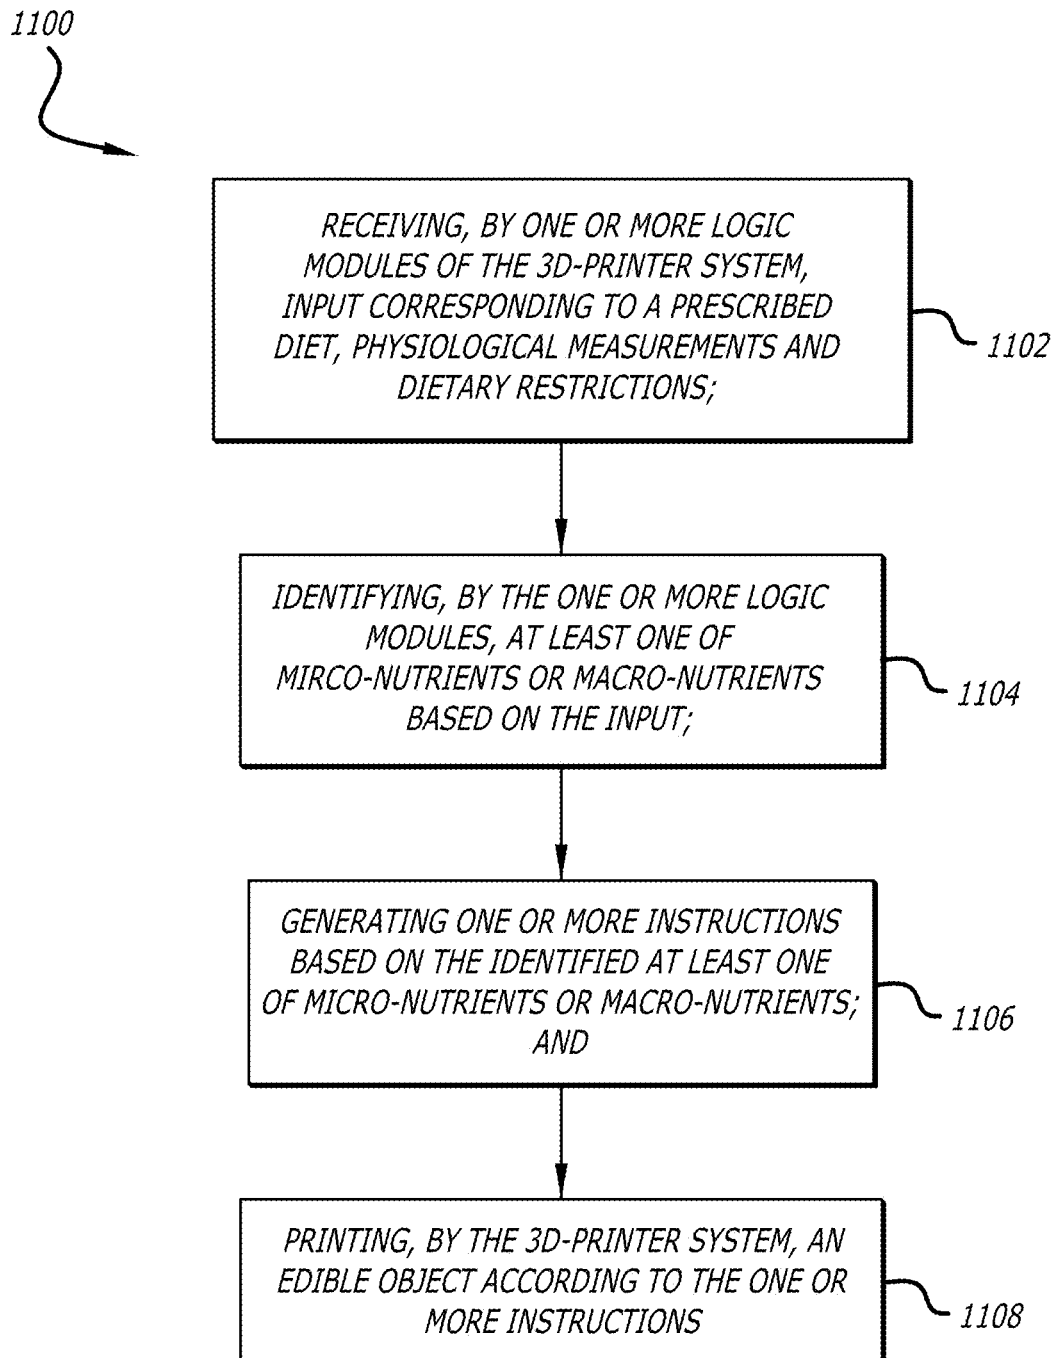 1100
RECEIVING, BY ONE OR MORE LOGIC
MODULES OF THE 3D-PRINTER SYSTEM,
INPUT CORRESPONDING TO A PRESCRIBED
DIET, PHYSIOLOGICAL MEASUREMENTS AND
DIETARY RESTRICTIONS;
1102
IDENTIFYING, BY THE ONE OR MORE LOGIC
MODULES, AT LEAST ONE OF
MIRCO-NUTRIENTS OR MACRO-NUTRIENTS
BASED ON THE INPUT;
1104
GENERATING ONE OR MORE INSTRUCTIONS
BASED ON THE IDENTIFIED AT LEAST ONE
OF MICRO-NUTRIENTS OR MACRO-NUTRIENTS;
AND
1106
PRINTING, BY THE 3D-PRINTER SYSTEM, AN
EDIBLE OBJECT ACCORDING TO THE ONE OR
MORE INSTRUCTIONS
1108